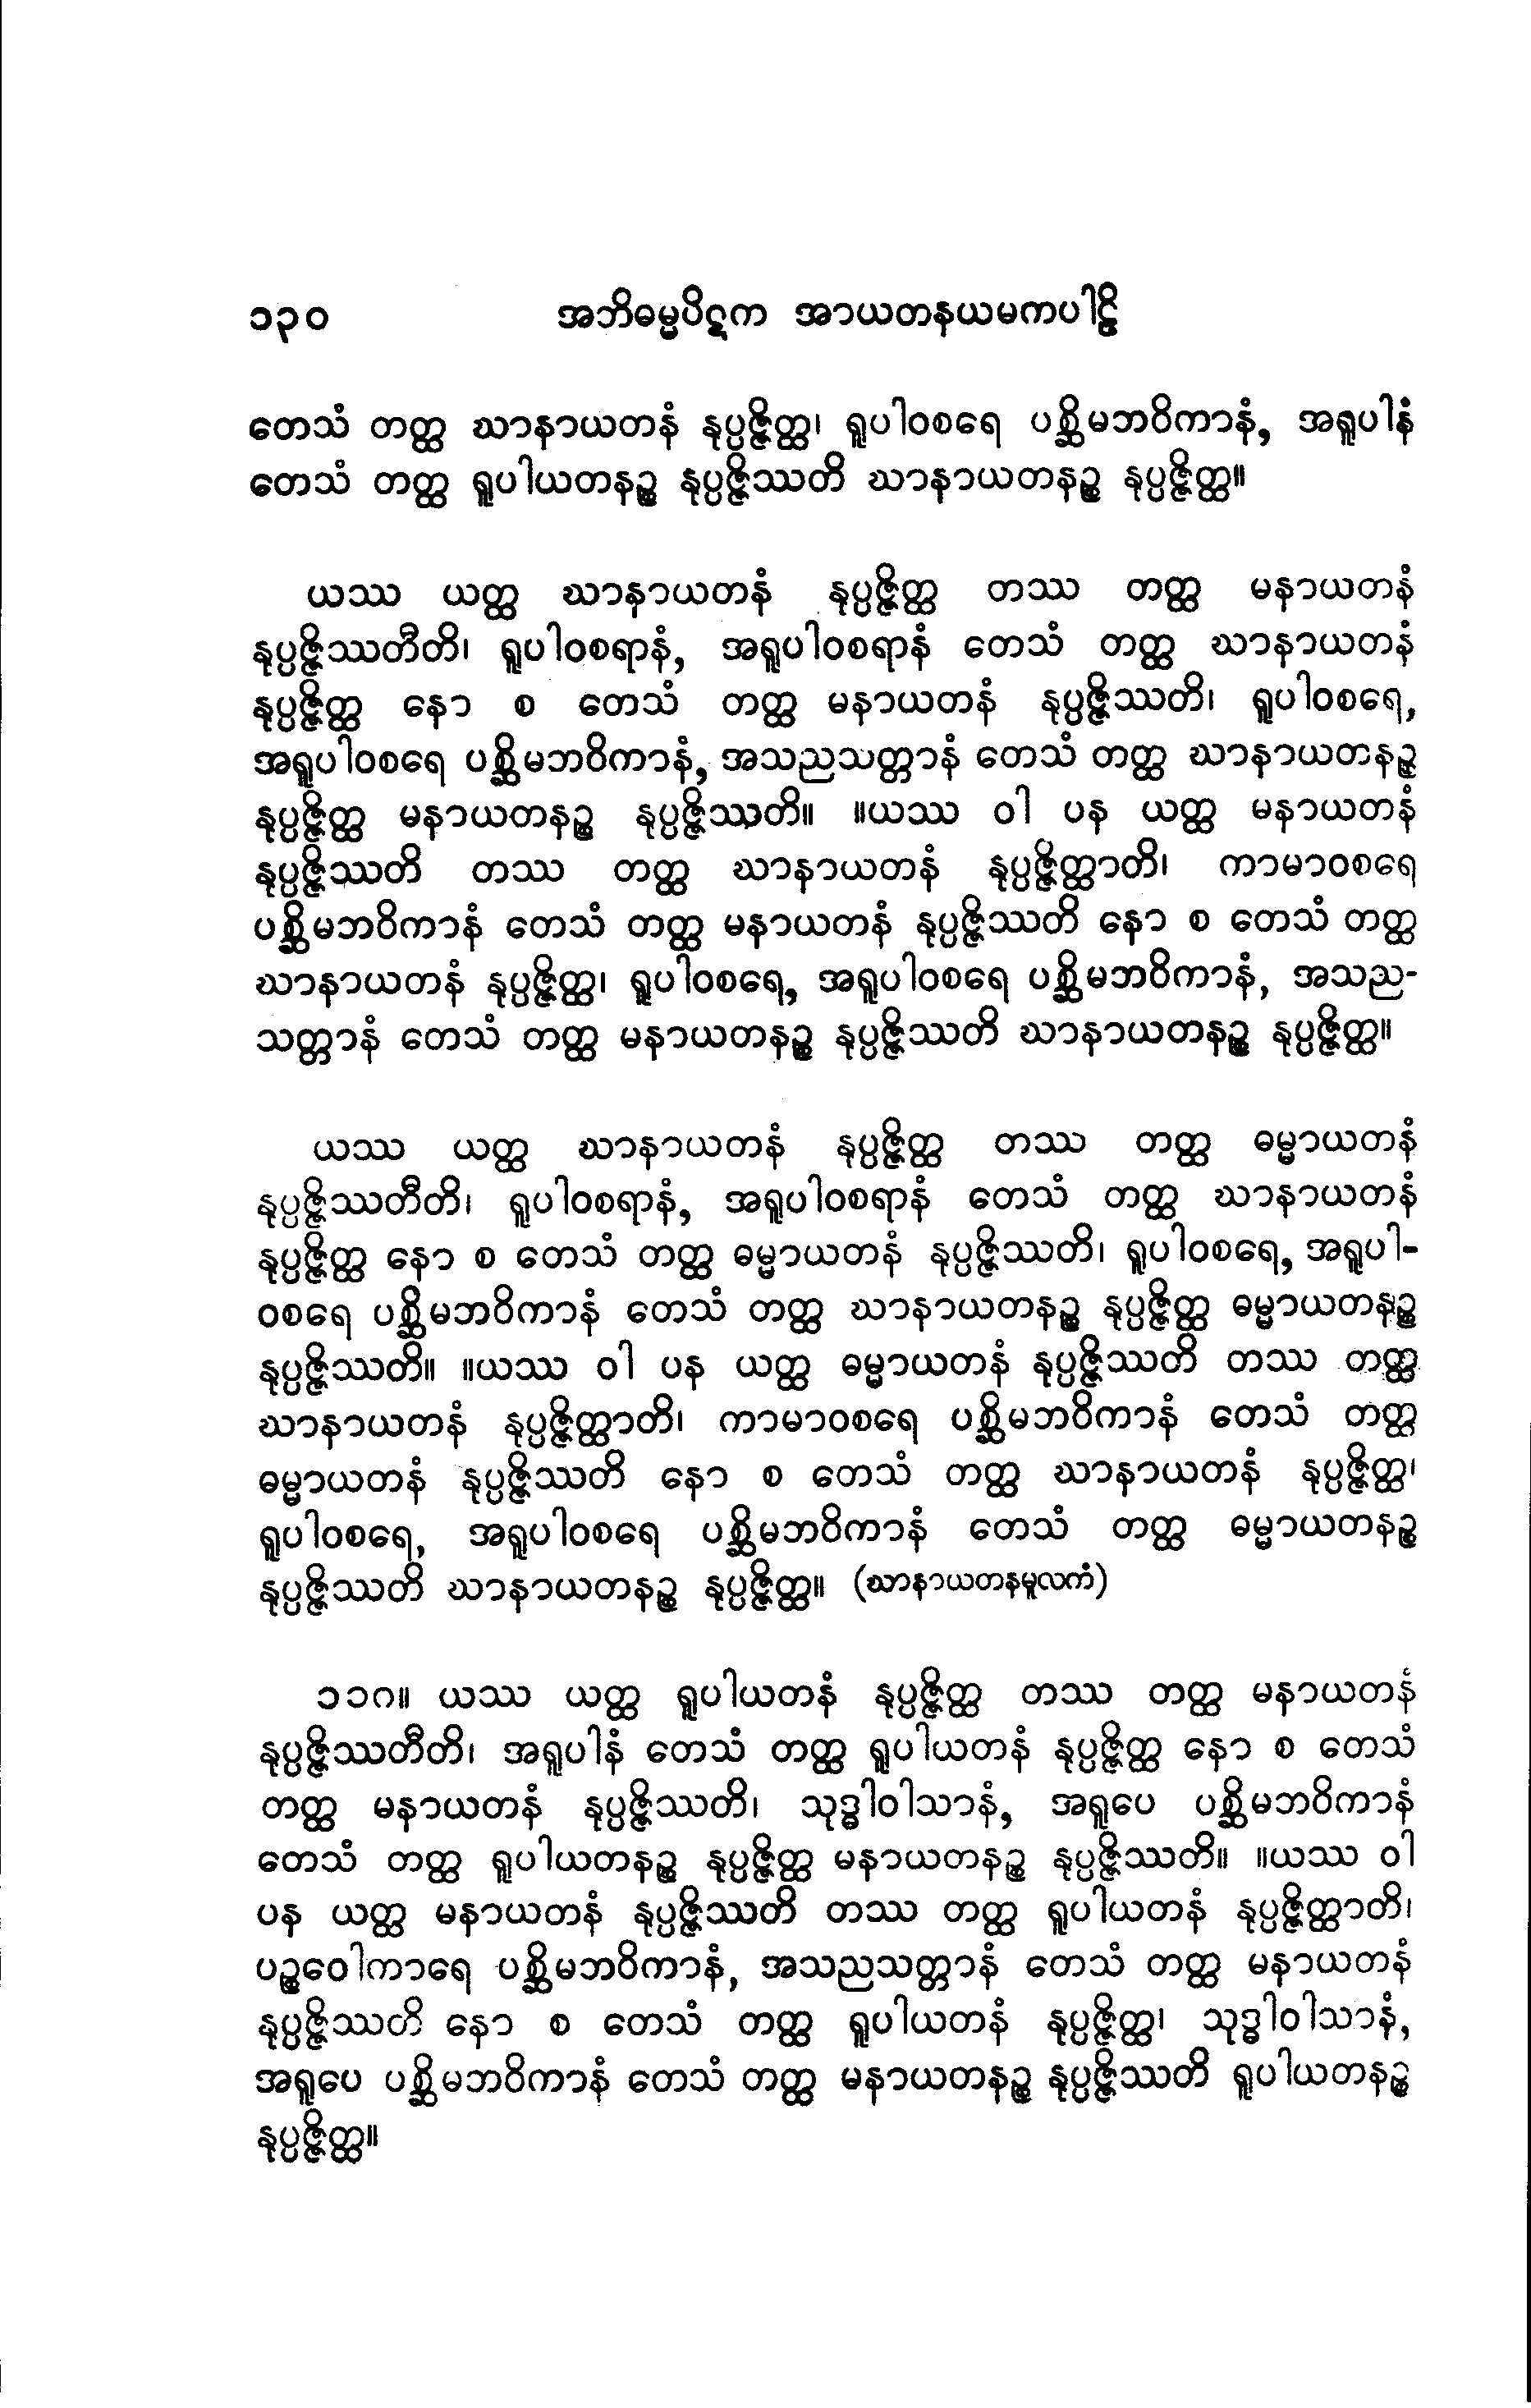 ၁၃၀ အဘိဓမ္မပိဋက အာယတနယမကပါဠိ
တေသံ တတ္ထ ဃာနာယတနံ နုပ္ပဇ္ဇိတ္ထ၊ ရူပါဝစရေ ပစ္ဆိမဘဝိကာနံ, အရူပါနံ
တေသံ တတ္ထ ရူပါယတနဉ္စ နုပ္ပဇ္ဇိဿတိ ဃာနာယတနဉ္စ နုပ္ပဇ္ဇိတ္ထ။
ယဿ ယတ္ထ ဃာနာယတနံ နုပ္ပဇ္ဇိတ္ထ တဿ တတ္ထ မနာယတနံ
နုပ္ပဇ္ဇိဿတီတိ၊ ရူပါဝစရာနံ, အရူပါဝစရာနံ တေသံ တတ္ထ ဃာနာယတနံ
နုပ္ပဇ္ဇိတ္ထ နော စ တေသံ တတ္ထ မနာယတနံ နုပ္ပဇ္ဇိဿတိ၊ ရူပါဝစရေ,
အရူပါဝစရေ ပစ္ဆိမဘဝိကာနံ, အသညသတ္တာနံ တေသံ တတ္ထ ဃာနာယတနဉ္စ
နုပ္ပဇ္ဇိတ္ထ မနာယတနဉ္စ နုပ္ပဇ္ဇိဿတိ။ ။ယဿ ဝါ ပန ယတ္ထ မနာယတနံ
နုပ္ပဇ္ဇိဿတိ တဿ တတ္ထ ဃာနာယတနံ နုပ္ပဇ္ဇိတ္ထာတိ၊ ကာမာဝစရေ
ပစ္ဆိမဘဝိကာနံ တေသံ တတ္ထ မနာယတနံ နုပ္ပဇ္ဇိဿတိ နော စ တေသံ တတ္ထ
ဃာနာယတနံ နုပ္ပဇ္ဇိတ္ထ၊ ရူပါဝစရေ, အရူပါဝစရေ ပစ္ဆိမဘဝိကာနံ, အသည-
သတ္တာနံ တေသံ တတ္ထ မနာယတနဉ္စ နုပ္ပဇ္ဇိဿတိ ဃာနာယတနဉ္စ နုပ္ပဇ္ဇိတ္ထ။
ယဿ ယတ္ထ ဃာနာယတနံ နုပ္ပဇ္ဇိတ္ထ တဿ တတ္ထ ဓမ္မာယတနံ
နုပ္ပဇ္ဇိဿတီတိ၊ ရူပါဝစရာနံ, အရူပါဝစရာနံ တေသံ တတ္ထ ဃာနာယတနံ
နုပ္ပဇ္ဇိတ္ထ နော စ တေသံ တတ္ထ ဓမ္မာယတနံ နုပ္ပဇ္ဇိဿတိ၊ ရူပါဝစရေ, အရူပါ-
ဝစရေ ပစ္ဆိမဘဝိကာနံ တေသံ တတ္ထ ဃာနာယတနဉ္စ နုပ္ပဇ္ဇိတ္ထ ဓမ္မာယတနဉ္စ
နုပ္ပဇ္ဇိဿတိ။ ။ယဿ ဝါ ပန ယတ္ထ ဓမ္မာယတနံ နုပ္ပဇ္ဇိဿတိ တဿ တတ္ထ
ဃာနာယတနံ နုပ္ပဇ္ဇိတ္ထာတိ၊ ကာမာဝစရေ ပစ္ဆိမဘဝိကာနံ တေသံ တတ္ထ
ဓမ္မာယတနံ နုပ္ပဇ္ဇိဿတိ နော စ တေသံ တတ္ထ ဃာနာယတနံ နုပ္ပဇ္ဇိတ္ထ၊
ရူပါဝစရေ, အရူပါဝစရေ ပစ္ဆိမဘဝိကာနံ တေသံ တတ္ထ ဓမ္မာယတနဉ္စ
နုပ္ပဇ္ဇိဿတိ ဃာနာယတနဉ္စ နုပ္ပဇ္ဇိတ္ထ။ (ဃာနာယတနမူလကံ)
၁၁၈။ ယဿ ယတ္ထ ရူပါယတနံ နုပ္ပဇ္ဇိတ္ထ တဿ တတ္ထ မနာယတနံ
နုပ္ပဇ္ဇိဿတီတိ၊ အရူပါနံ တေသံ တတ္ထ ရူပါယတနံ နုပ္ပဇ္ဇိတ္ထ နော စ တေသံ
တတ္ထ မနာယတနံ နုပ္ပဇ္ဇိဿတိ၊ သုဒ္ဓါဝါသာနံ, အရူပေ ပစ္ဆိမဘဝိကာနံ
တေသံ တတ္ထ ရူပါယတနဉ္စ နုပ္ပဇ္ဇိတ္ထ မနာယတနဉ္စ နုပ္ပဇ္ဇိဿတိ။ ။ယဿ ဝါ
ပန ယတ္ထ မနာယတနံ နုပ္ပဇ္ဇိဿတိ တဿ တတ္ထ ရူပါယတနံ နုပ္ပဇ္ဇိတ္ထာတိ၊
ပဉ္စဝေါကာရေ ပစ္ဆိမဘဝိကာနံ, အသညသတ္တာနံ တေသံ တတ္ထ မနာယတနံ
နုပ္ပဇ္ဇိဿတိ နော စ တေသံ တတ္ထ ရူပါယတနံ နုပ္ပဇ္ဇိတ္ထ၊ သုဒ္ဓါဝါသာနံ,
အရူပေ ပစ္ဆိမဘဝိကာနံ တေသံ တတ္ထ မနာယတနဉ္စ နုပ္ပဇ္ဇိဿတိ ရူပါယတနဉ္စ
နုပ္ပဇ္ဇိတ္ထ။